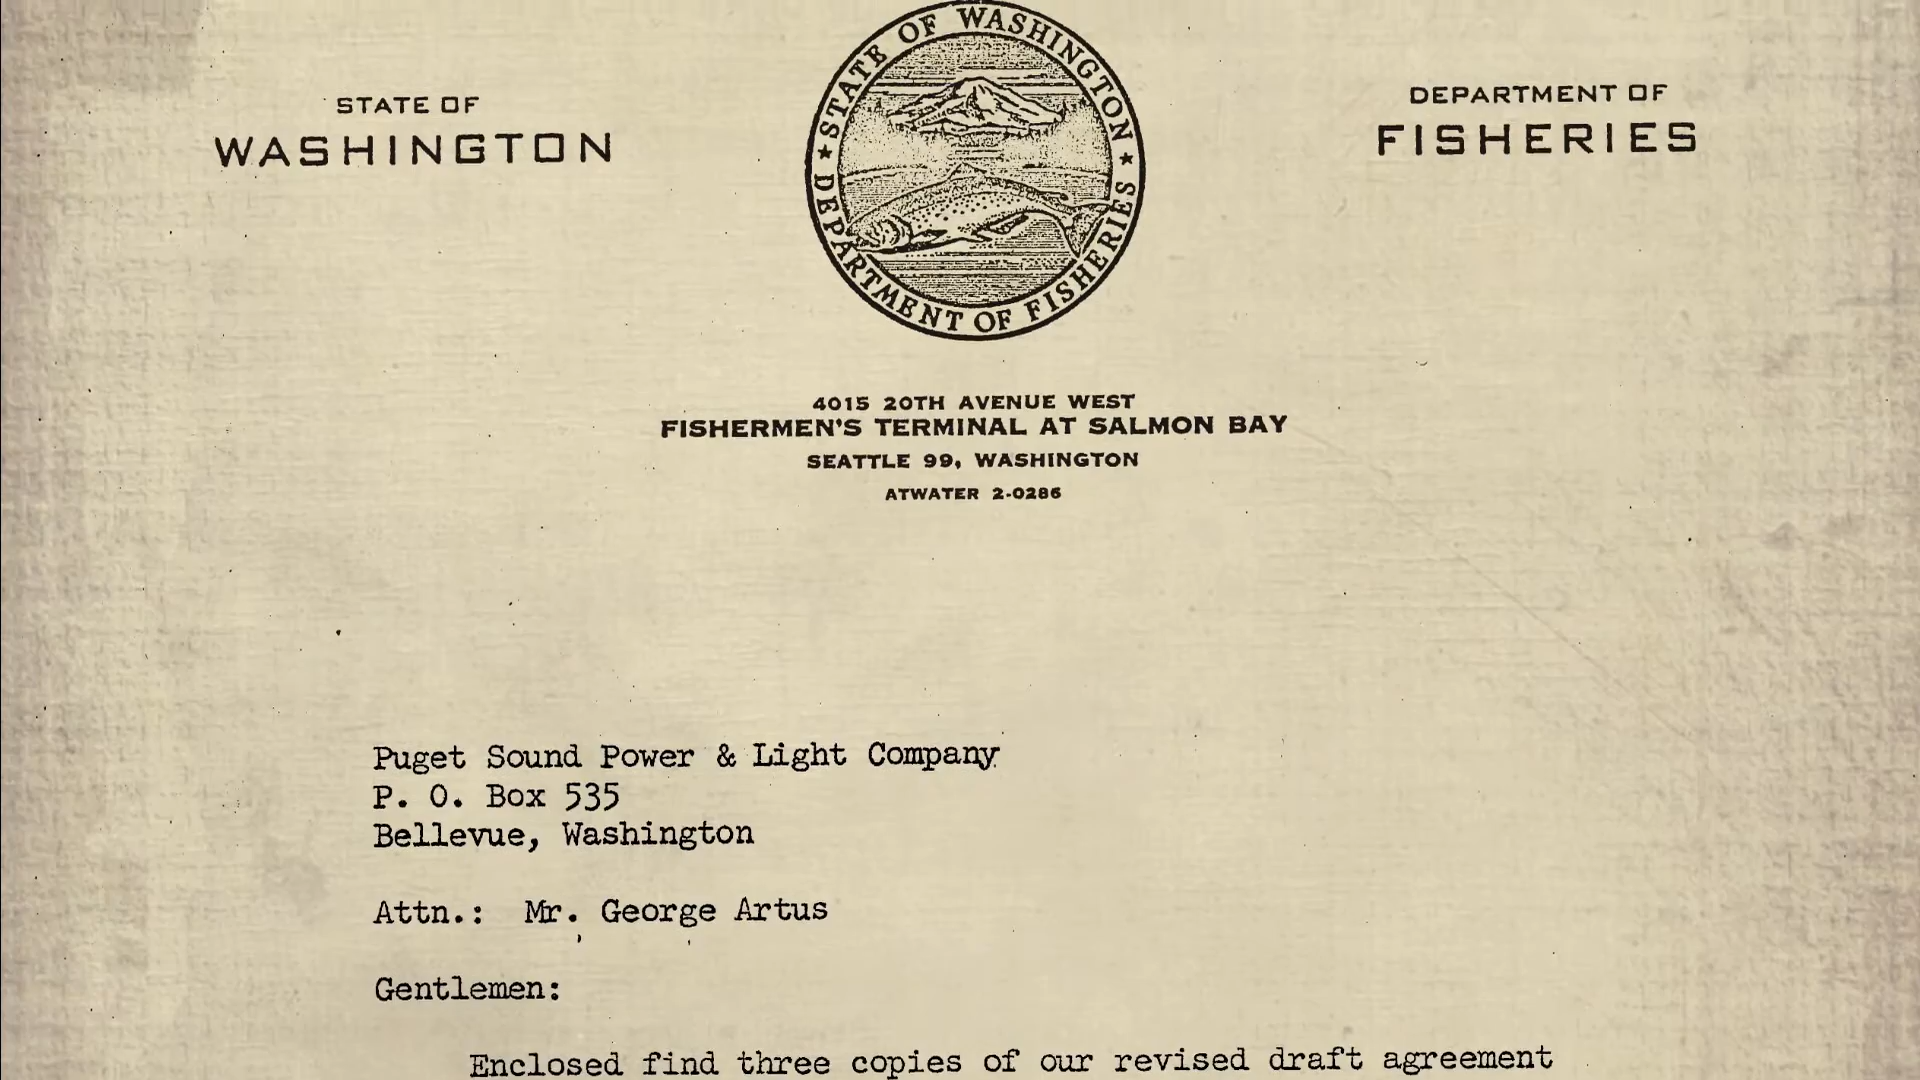 STATE OF
WASHINGTON
STATE OF WASHINGTON
DEPARTMENT OF FISHERIES
DEPARTMENT OF
FISHERIES
4015 20TH AVENUE WEST
FISHERMEN'S TERMINAL AT SALMON BAY
SEATTLE 99, WASHINGTON
ATWATER 2-0286
Puget Sound Power & Light Company
P. O. Box 535
Bellevue, Washington
Attn.: Mr. George Artus
Gentlemen:
Enclosed find three copies of our revised draft agreement